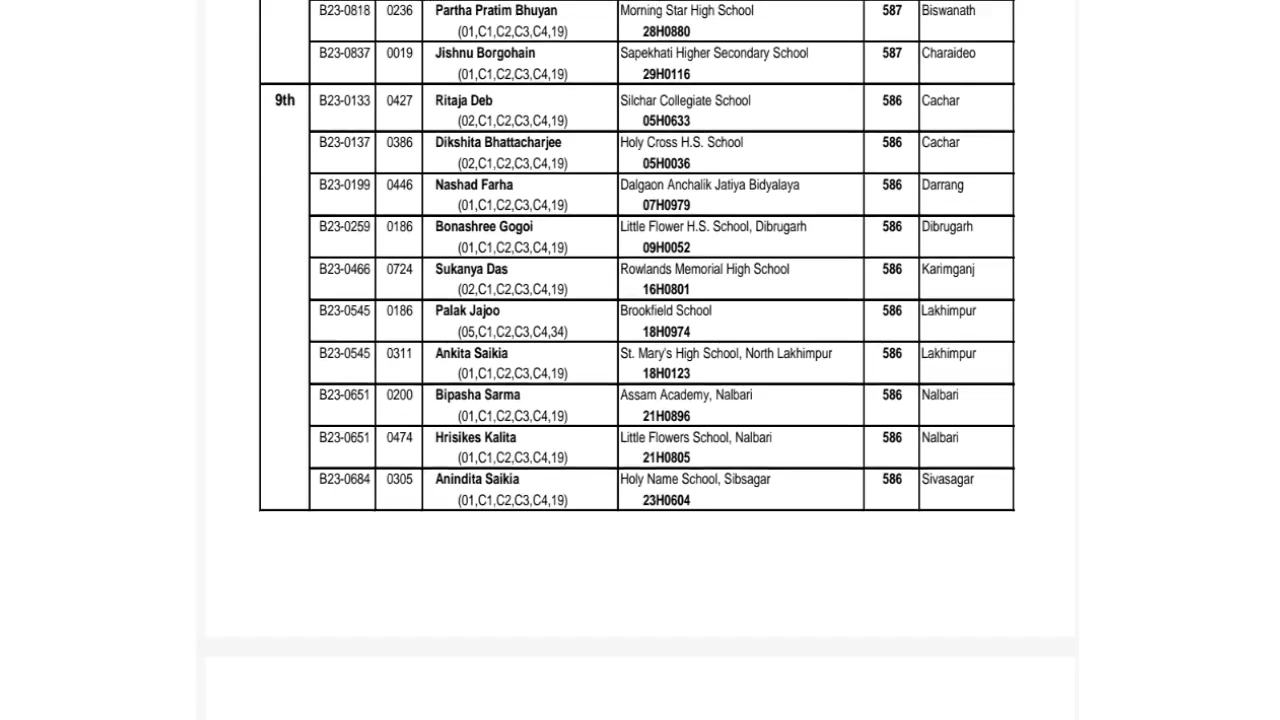 B23-0818 0236 Partha Pratim Bhuyan Morning Star High School 587 Biswanath
(01,C1,C2,C3,C4,19) 28H0880
B23-0837 0019 Jishnu Borgohain Sapekhati Higher Secondary School 587 Charaideo
(01,C1,C2,C3,C4,19) 29H0116
9th B23-0133 0427 Ritaja Deb Silchar Collegiate School 586 Cachar
(02,C1,C2,C3,C4,19) 05H0633
B23-0137 0386 Dikshita Bhattacharjee Holy Cross H.S. School 586 Cachar
(02,C1,C2,C3,C4,19) 05H0036
B23-0199 0446 Nashad Farha Dalgaon Anchalik Jatiya Bidyalaya 586 Darrang
(01,C1,C2,C3,C4,19) 07H0979
B23-0259 0186 Bonashree Gogoi Little Flower H.S. School, Dibrugarh 586 Dibrugarh
(01,C1,C2,C3,C4,19) 09H0052
B23-0466 0724 Sukanya Das Rowlands Memorial High School 586 Karimganj
(02,C1,C2,C3,C4,19) 16H0801
B23-0545 0186 Palak Jajoo Brookfield School 586 Lakhimpur
(05,C1,C2,C3,C4,34) 18H0974
B23-0545 0311 Ankita Saikia St. Mary's High School, North Lakhimpur 586 Lakhimpur
(01,C1,C2,C3,C4,19) 18H0123
B23-0651 0200 Bipasha Sarma Assam Academy, Nalbari 586 Nalbari
(01,C1,C2,C3,C4,19) 21H0896
B23-0651 0474 Hrisikes Kalita Little Flowers School, Nalbari 586 Nalbari
(01,C1,C2,C3,C4,19) 21H0805
B23-0684 0305 Anindita Saikia Holy Name School, Sibsagar 586 Sivasagar
(01,C1,C2,C3,C4,19) 23H0604